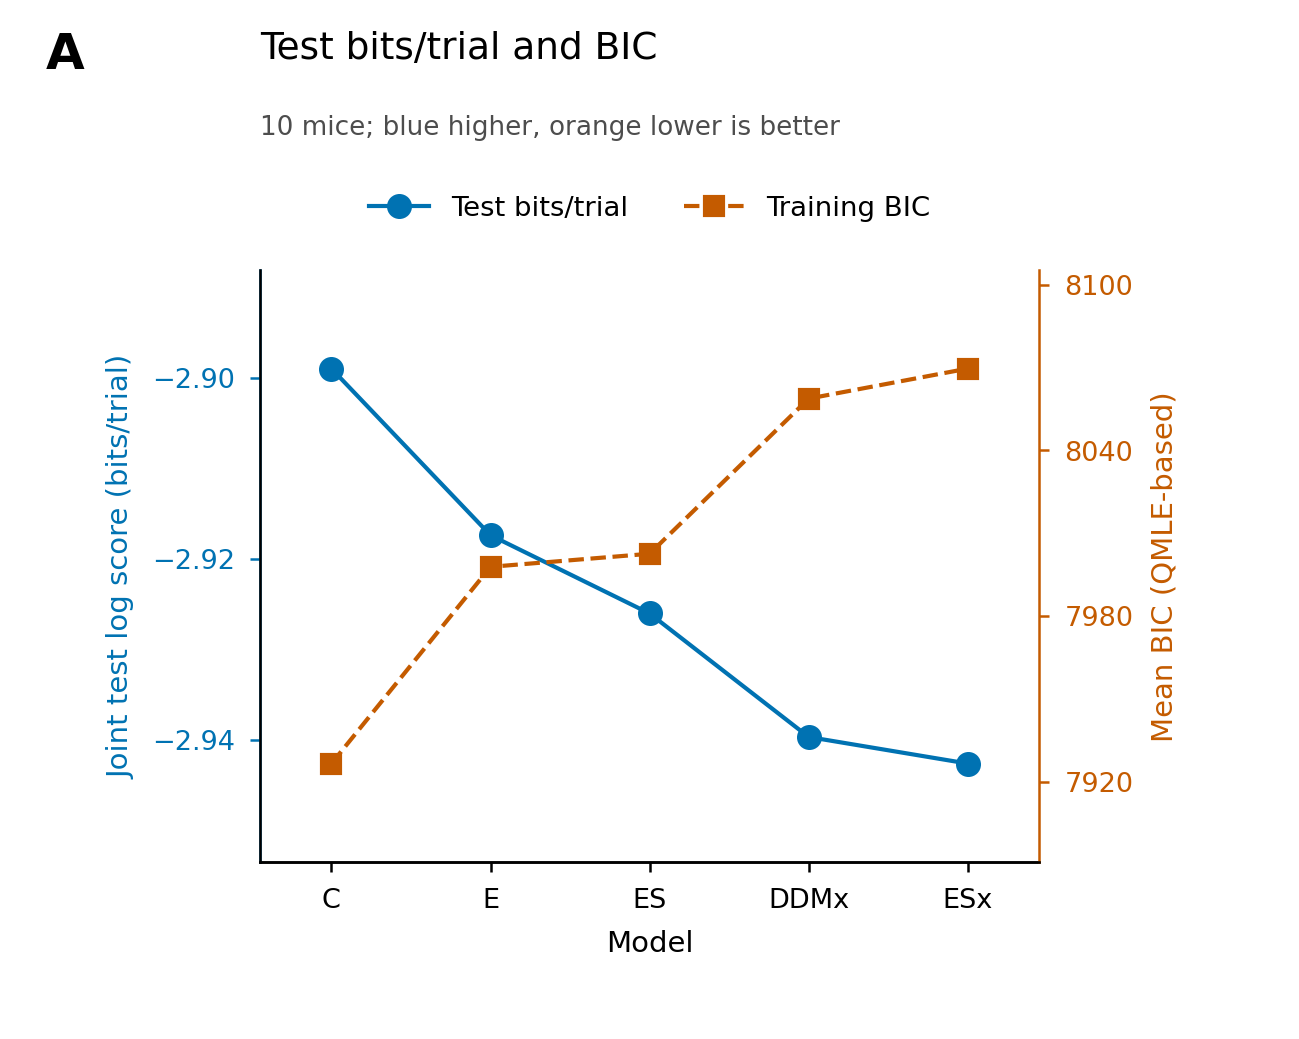 A
Test bits/trial and BIC
10 mice; blue higher, orange lower is better
Test bits/trial
Training BIC
Joint test log score (bits/trial)
−2.90
−2.92
−2.94
8100
8040
7980
7920
Mean BIC (QMLE-based)
C E ES DDMx ESx
Model